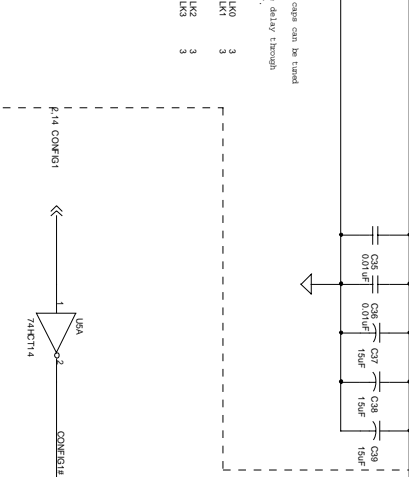 C35
0.01uF
C36
0.01uF
C37
15uF
C38
15uF
C39
15uF
caps can be tuned
delay through
LK0 3
LK1 3
LK2 3
LK3 3
2,14 CONFIG1
1
U5A
74HCT14
2
CONFIG1#